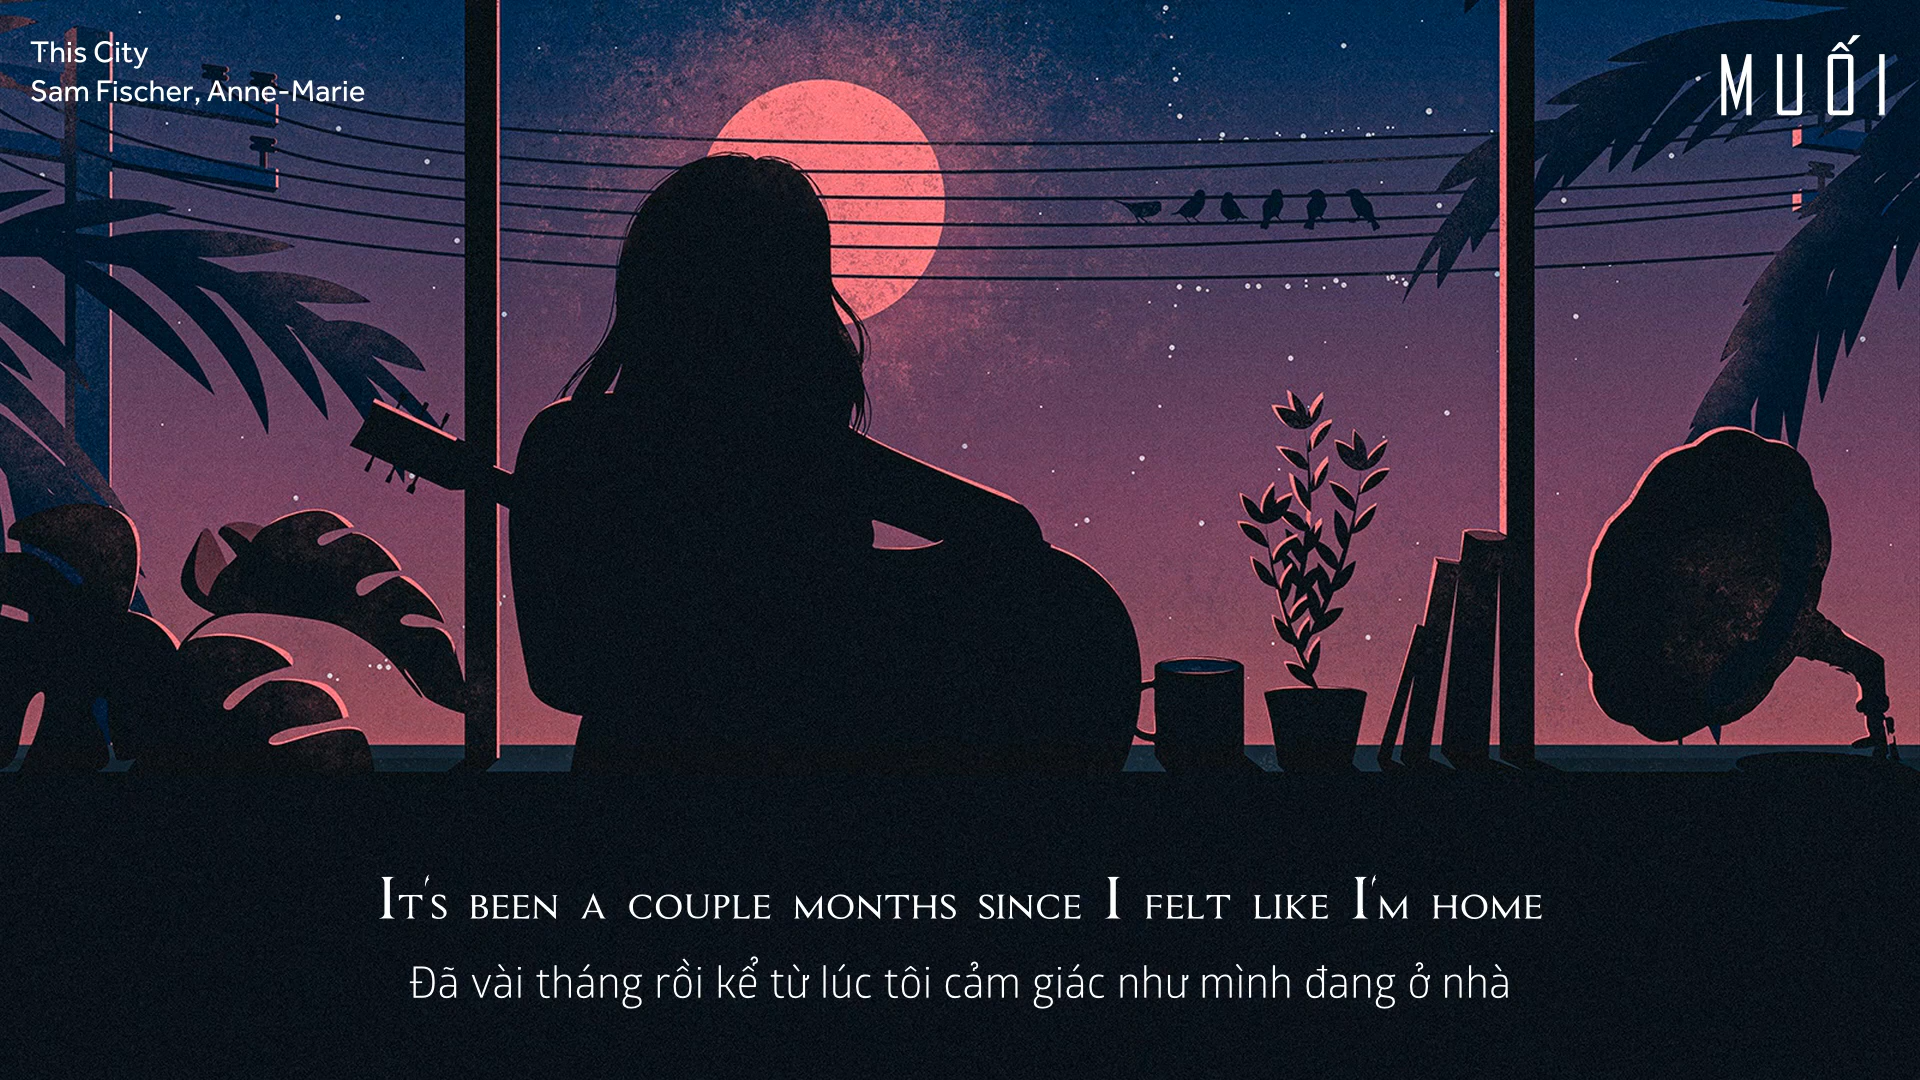 This City
Sam Fischer, Anne-Marie
MUỐI
It's been a couple months since I felt like I'm home
Đã vài tháng rồi kể từ lúc tôi cảm giác như mình đang ở nhà